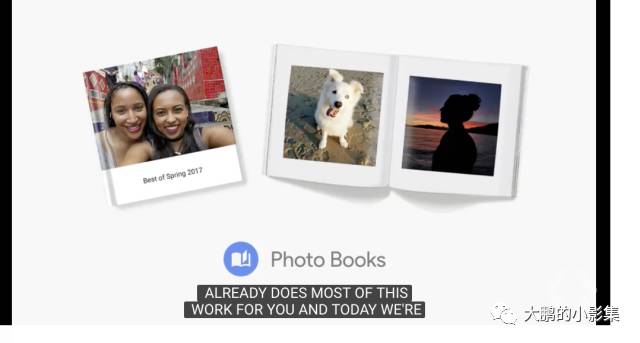 Best of Spring 2017
Photo Books
ALREADY DOES MOST OF THIS
WORK FOR YOU AND TODAY WE'RE
大鹏的小影集